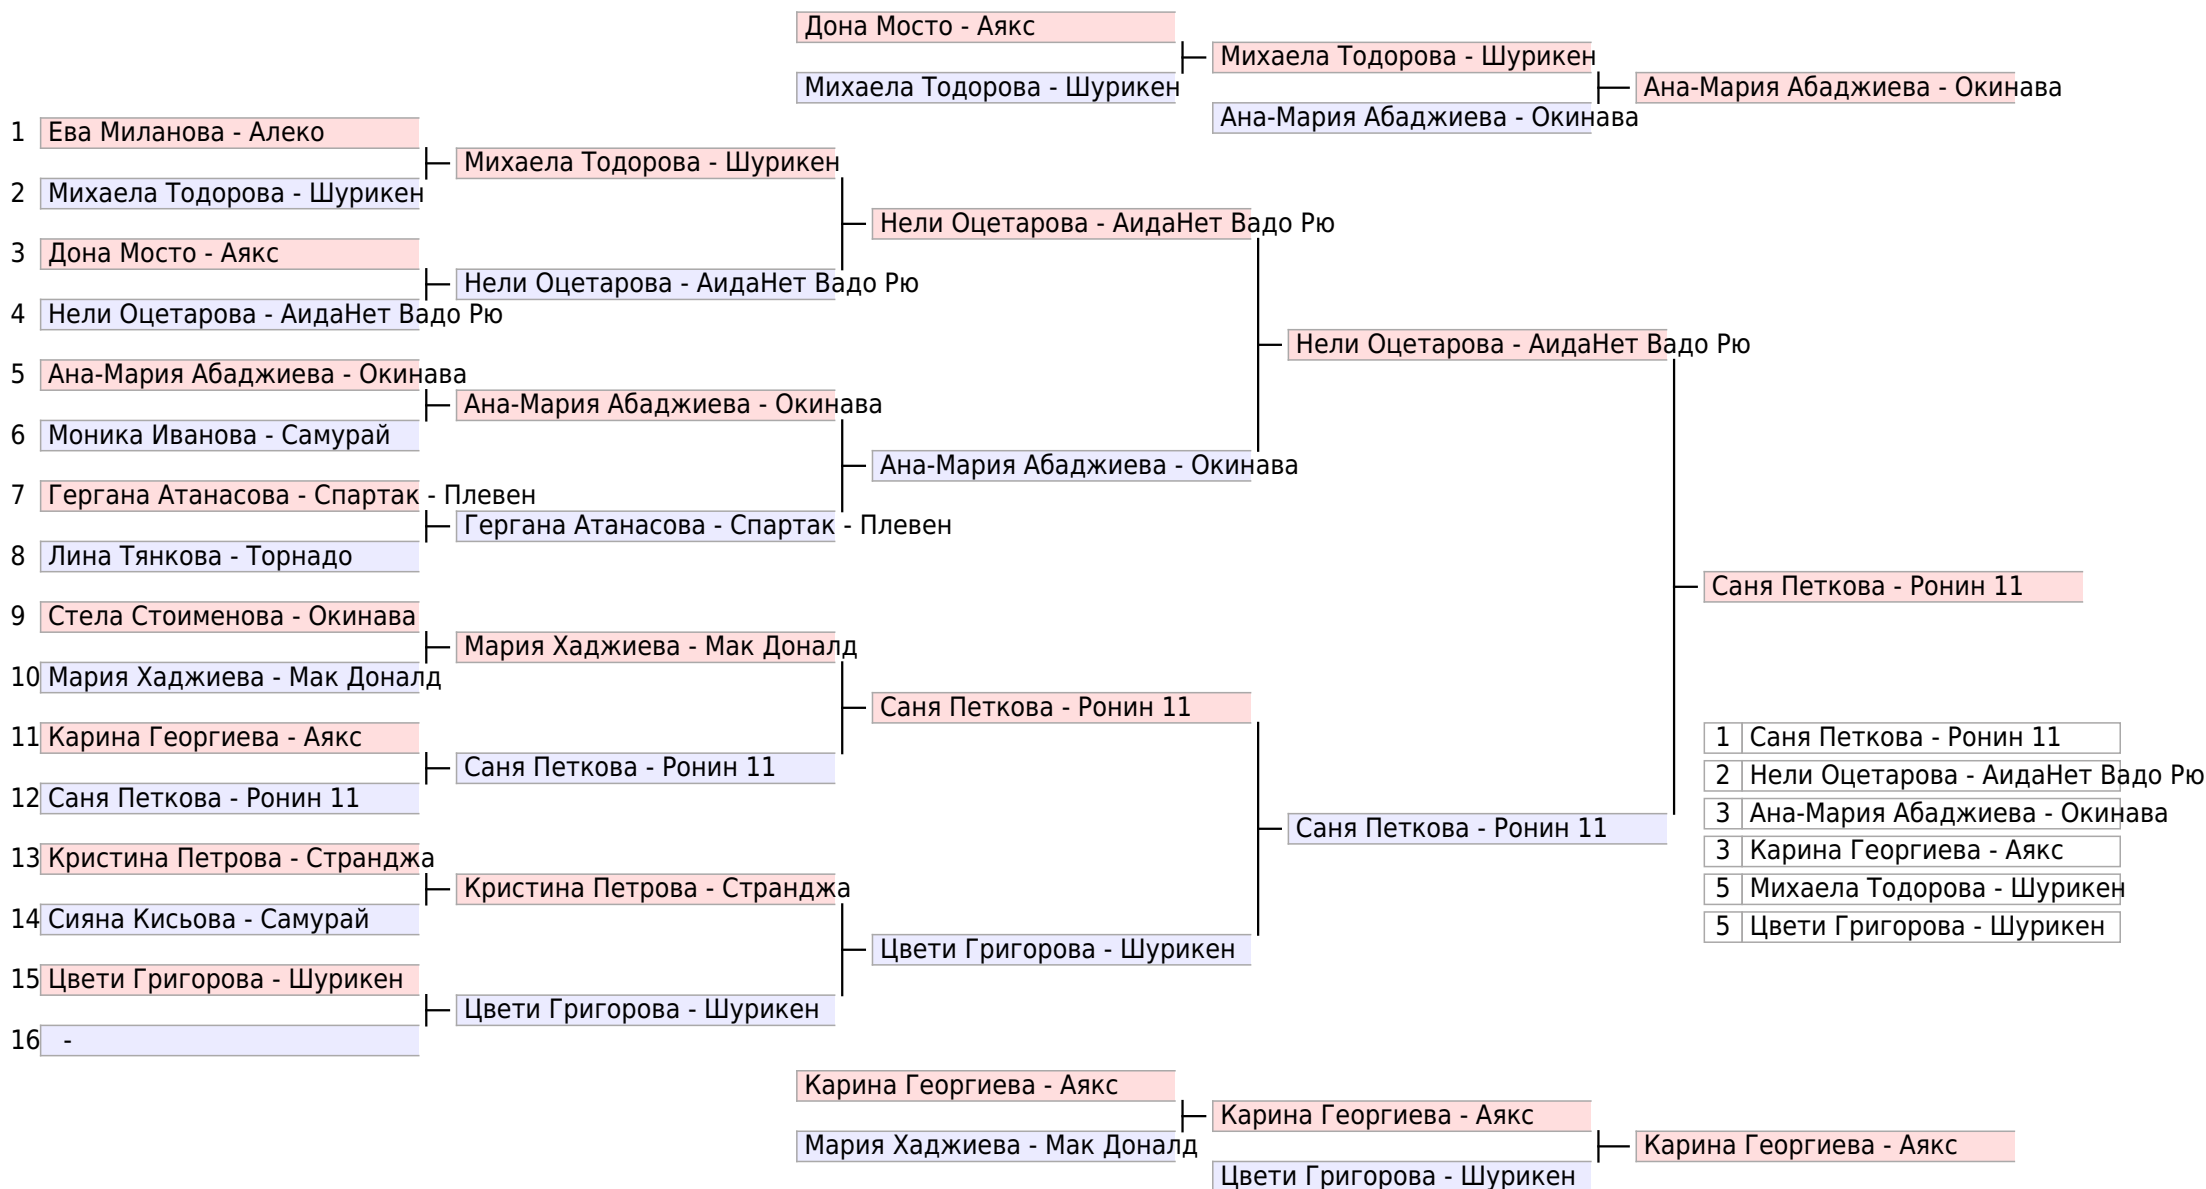 Дона Мосто - Аякс
Михаела Тодорова - Шурикен
Михаела Тодорова - Шурикен
Ана-Мария Абаджиева - Окинава
Ана-Мария Абаджиева - Окинава
1 Ева Миланова - Алеко
Михаела Тодорова - Шурикен
2 Михаела Тодорова - Шурикен
Нели Оцетарова - АидаНет Вадо Рю
3 Дона Мосто - Аякс
Нели Оцетарова - АидаНет Вадо Рю
4 Нели Оцетарова - АидаНет Вадо Рю
Нели Оцетарова - АидаНет Вадо Рю
5 Ана-Мария Абаджиева - Окинава
Ана-Мария Абаджиева - Окинава
6 Моника Иванова - Самурай
Ана-Мария Абаджиева - Окинава
7 Гергана Атанасова - Спартак - Плевен
Гергана Атанасова - Спартак - Плевен
8 Лина Тянкова - Торнадо
Саня Петкова - Ронин 11
9 Стела Стоименова - Окинава
Мария Хаджиева - Мак Доналд
10 Мария Хаджиева - Мак Доналд
Саня Петкова - Ронин 11
11 Карина Георгиева - Аякс
Саня Петкова - Ронин 11
12 Саня Петкова - Ронин 11
Саня Петкова - Ронин 11
13 Кристина Петрова - Странджа
Кристина Петрова - Странджа
14 Сияна Кисьова - Самурай
Цвети Григорова - Шурикен
15 Цвети Григорова - Шурикен
Цвети Григорова - Шурикен
16 -
1 Саня Петкова - Ронин 11
2 Нели Оцетарова - АидаНет Вадо Рю
3 Ана-Мария Абаджиева - Окинава
3 Карина Георгиева - Аякс
5 Михаела Тодорова - Шурикен
5 Цвети Григорова - Шурикен
Карина Георгиева - Аякс
Карина Георгиева - Аякс
Мария Хаджиева - Мак Доналд
Карина Георгиева - Аякс
Цвети Григорова - Шурикен